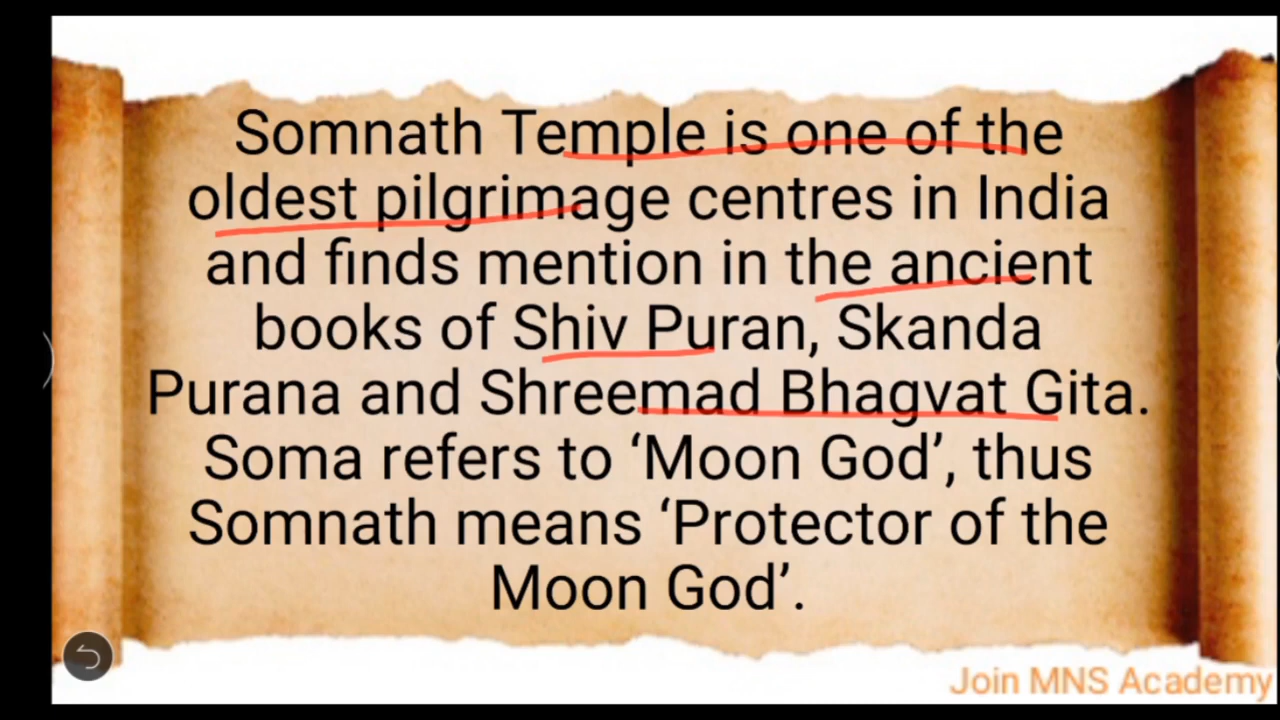 Somnath Temple is one of the
oldest pilgrimage centres in India
and finds mention in the ancient
books of Shiv Puran, Skanda
Purana and Shreemad Bhagvat Gita.
Soma refers to ‘Moon God’, thus
Somnath means ‘Protector of the
Moon God’.
Join MNS Academy